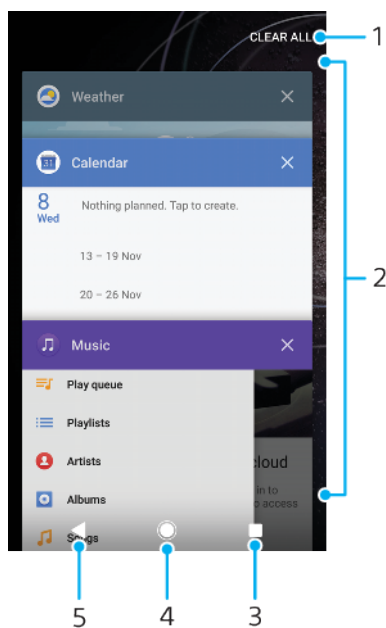 CLEAR ALL
1
Weather
2
31
Calendar
8
Wed
Nothing planned. Tap to create.
13 – 19 Nov
20 – 26 Nov
Music
Play queue
Playlists
Artists
cloud
in to
Albums
o access
Songs
5
4
3